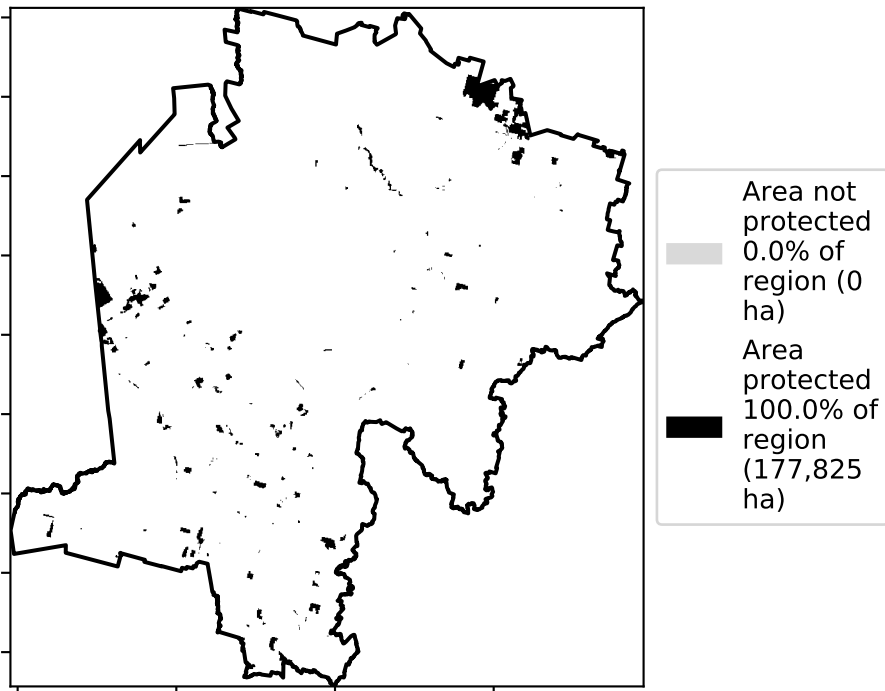 Area not
protected
0.0% of
region (0
ha)
Area
protected
100.0% of
region
(177,825
ha)